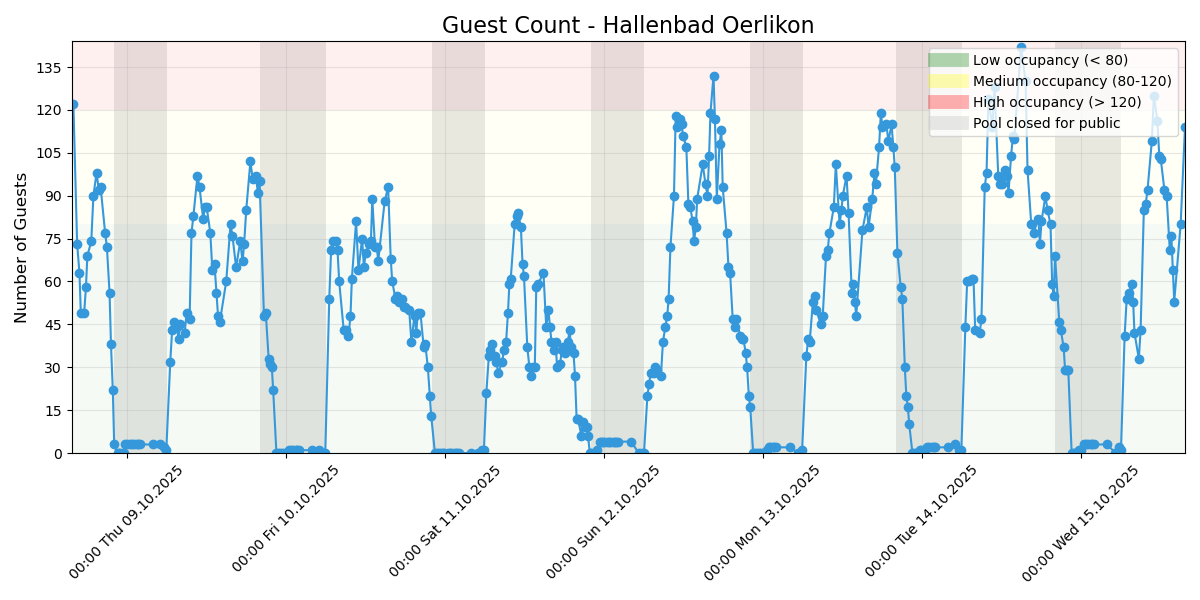 Guest Count - Hallenbad Oerlikon
Number of Guests
135
120
105
90
75
60
45
30
15
0
Low occupancy (< 80)
Medium occupancy (80-120)
High occupancy (> 120)
Pool closed for public
00:00 Thu 09.10.2025
00:00 Fri 10.10.2025
00:00 Sat 11.10.2025
00:00 Sun 12.10.2025
00:00 Mon 13.10.2025
00:00 Tue 14.10.2025
00:00 Wed 15.10.2025